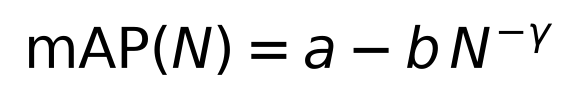 mAP(N) = a − b N^{−γ}